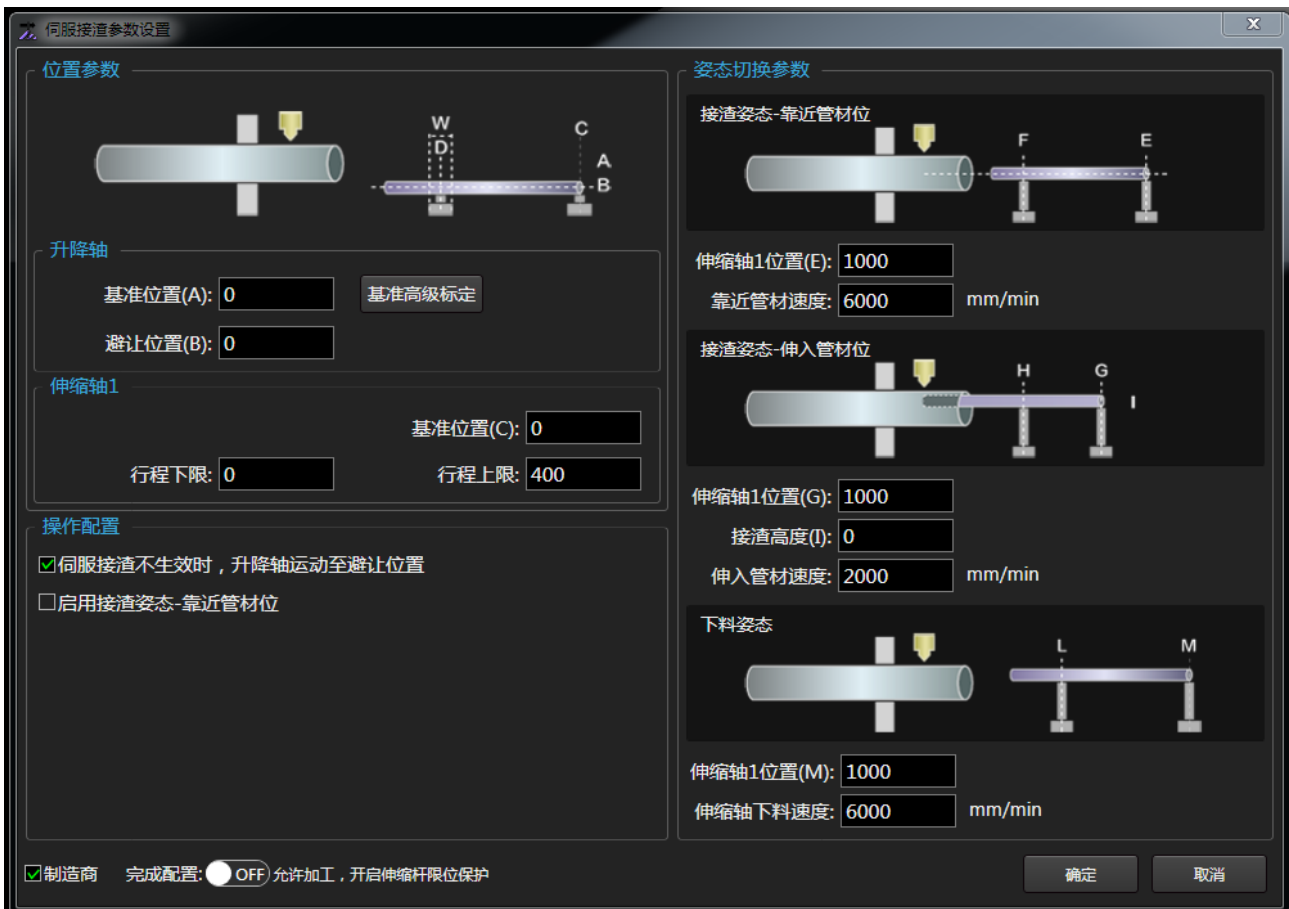 伺服接渣参数设置
位置参数
W
D
C
A
B
升降轴
基准位置(A): 0 基准高级标定
避让位置(B): 0
伸缩轴1
基准位置(C): 0
行程下限: 0 行程上限: 400
操作配置
伺服接渣不生效时，升降轴运动至避让位置
启用接渣姿态-靠近管材位
姿态切换参数
接渣姿态-靠近管材位
F E
伸缩轴1位置(E): 1000
靠近管材速度: 6000 mm/min
接渣姿态-伸入管材位
H G
I
伸缩轴1位置(G): 1000
接渣高度(I): 0
伸入管材速度: 2000 mm/min
下料姿态
L M
伸缩轴1位置(M): 1000
伸缩轴下料速度: 6000 mm/min
制造商 完成配置: OFF 允许加工，开启伸缩杆限位保护 确定 取消